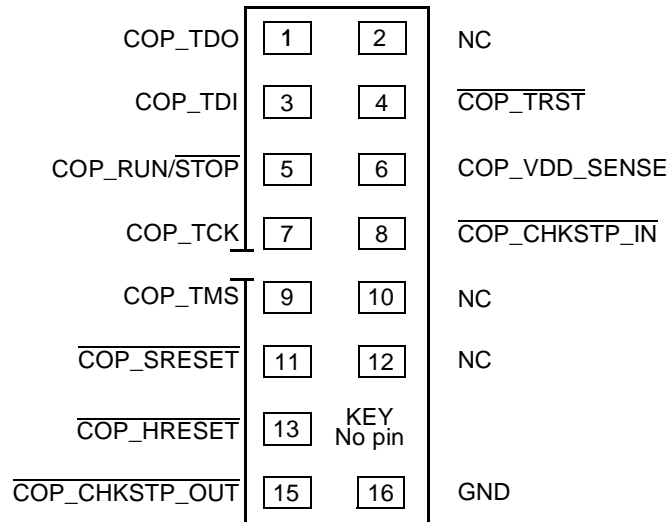 COP_TDO 1 2 NC
COP_TDI 3 4 COP_TRST
COP_RUN/STOP 5 6 COP_VDD_SENSE
COP_TCK 7 8 COP_CHKSTP_IN
COP_TMS 9 10 NC
COP_SRESET 11 12 NC
COP_HRESET 13 KEY
No pin
COP_CHKSTP_OUT 15 16 GND